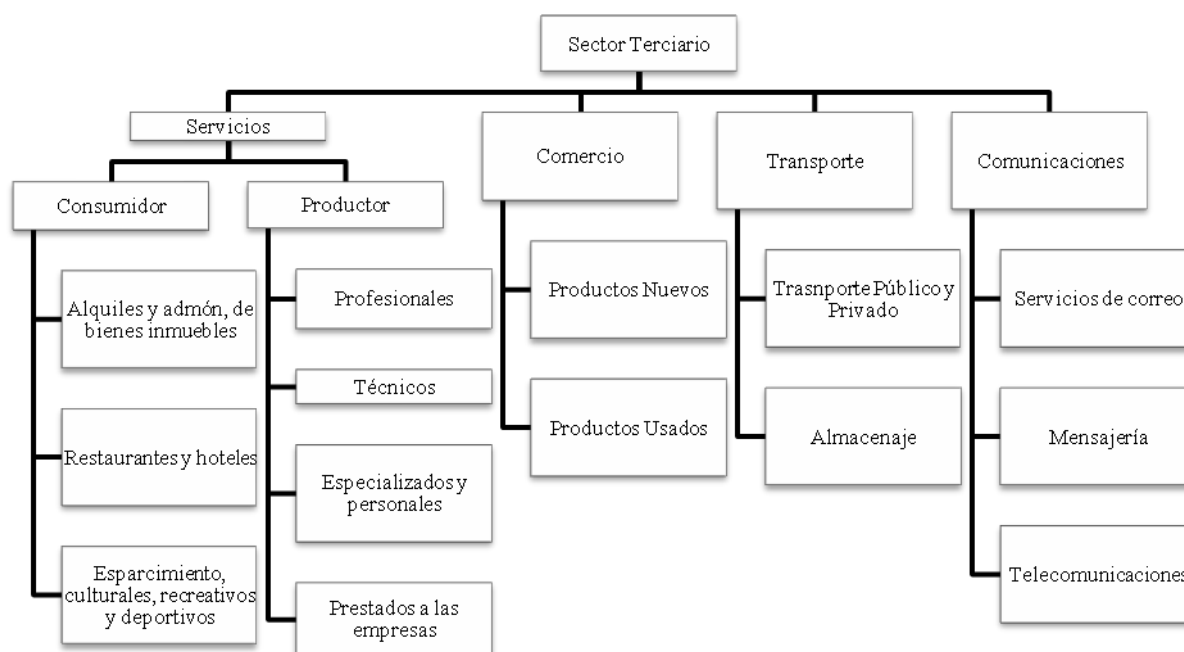 Sector Terciario
Servicios
Comercio
Transporte
Comunicaciones
Consumidor
Productor
Alquiles y admón, de
bienes inmuebles
Restaurantes y hoteles
Esparcimiento,
culturales, recreativos
y deportivos
Profesionales
Técnicos
Especializados y
personales
Prestados a las
empresas
Productos Nuevos
Productos Usados
Trasnporte Público y
Privado
Almacenaje
Servicios de correo
Mensajería
Telecomunicaciones